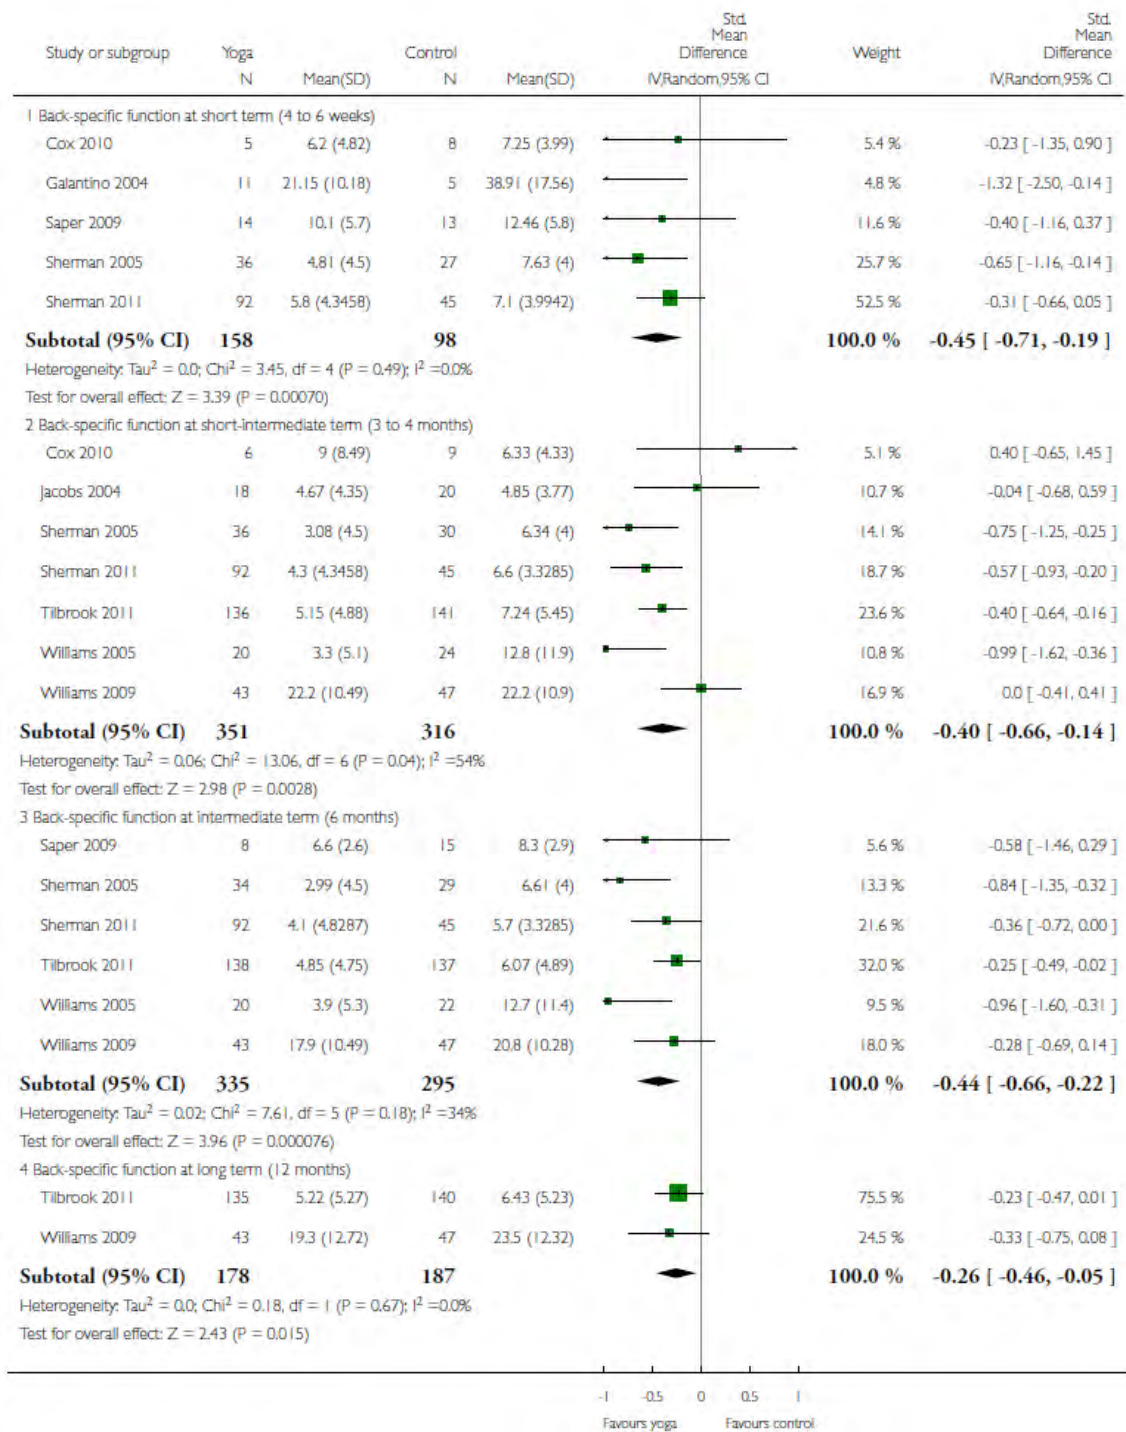 Study or subgroup Yoga Control Std. Mean Difference Weight Std. Mean Difference
N Mean(SD) N Mean(SD) IV,Random,95% CI IV,Random,95% CI
1 Back-specific function at short term (4 to 6 weeks)
Cox 2010 5 6.2 (4.82) 8 7.25 (3.99) 5.4 % -0.23 [ -1.35, 0.90 ]
Galantino 2004 11 21.15 (10.18) 5 38.91 (17.56) 4.8 % -1.32 [ -2.50, -0.14 ]
Saper 2009 14 10.1 (5.7) 13 12.46 (5.8) 11.6 % -0.40 [ -1.16, 0.37 ]
Sherman 2005 36 4.81 (4.5) 27 7.63 (4) 25.7 % -0.65 [ -1.16, -0.14 ]
Sherman 2011 92 5.8 (4.3458) 45 7.1 (3.9942) 52.5 % -0.31 [ -0.66, 0.05 ]
Subtotal (95% CI) 158 98 100.0 % -0.45 [ -0.71, -0.19 ]
Heterogeneity: Tau² = 0.0; Chi² = 3.45, df = 4 (P = 0.49); I² =0.0%
Test for overall effect: Z = 3.39 (P = 0.00070)
2 Back-specific function at short-intermediate term (3 to 4 months)
Cox 2010 6 9 (8.49) 9 6.33 (4.33) 5.1 % 0.40 [ -0.65, 1.45 ]
Jacobs 2004 18 4.67 (4.35) 20 4.85 (3.77) 10.7 % -0.04 [ -0.68, 0.59 ]
Sherman 2005 36 3.08 (4.5) 30 6.34 (4) 14.1 % -0.75 [ -1.25, -0.25 ]
Sherman 2011 92 4.3 (4.3458) 45 6.6 (3.3285) 18.7 % -0.57 [ -0.93, -0.20 ]
Tilbrook 2011 136 5.15 (4.88) 141 7.24 (5.45) 23.6 % -0.40 [ -0.64, -0.16 ]
Williams 2005 20 3.3 (5.1) 24 12.8 (11.9) 10.8 % -0.99 [ -1.62, -0.36 ]
Williams 2009 43 22.2 (10.49) 47 22.2 (10.9) 16.9 % 0.0 [ -0.41, 0.41 ]
Subtotal (95% CI) 351 316 100.0 % -0.40 [ -0.66, -0.14 ]
Heterogeneity: Tau² = 0.06; Chi² = 13.06, df = 6 (P = 0.04); I² =54%
Test for overall effect: Z = 2.98 (P = 0.0028)
3 Back-specific function at intermediate term (6 months)
Saper 2009 8 6.6 (2.6) 15 8.3 (2.9) 5.6 % -0.58 [ -1.46, 0.29 ]
Sherman 2005 34 2.99 (4.5) 29 6.61 (4) 13.3 % -0.84 [ -1.35, -0.32 ]
Sherman 2011 92 4.1 (4.8287) 45 5.7 (3.3285) 21.6 % -0.36 [ -0.72, 0.00 ]
Tilbrook 2011 138 4.85 (4.75) 137 6.07 (4.89) 32.0 % -0.25 [ -0.49, -0.02 ]
Williams 2005 20 3.9 (5.3) 22 12.7 (11.4) 9.5 % -0.96 [ -1.60, -0.31 ]
Williams 2009 43 17.9 (10.49) 47 20.8 (10.28) 18.0 % -0.28 [ -0.69, 0.14 ]
Subtotal (95% CI) 335 295 100.0 % -0.44 [ -0.66, -0.22 ]
Heterogeneity: Tau² = 0.02; Chi² = 7.61, df = 5 (P = 0.18); I² =34%
Test for overall effect: Z = 3.96 (P = 0.000076)
4 Back-specific function at long term (12 months)
Tilbrook 2011 135 5.22 (5.27) 140 6.43 (5.23) 75.5 % -0.23 [ -0.47, 0.01 ]
Williams 2009 43 19.3 (12.72) 47 23.5 (12.32) 24.5 % -0.33 [ -0.75, 0.08 ]
Subtotal (95% CI) 178 187 100.0 % -0.26 [ -0.46, -0.05 ]
Heterogeneity: Tau² = 0.0; Chi² = 0.18, df = 1 (P = 0.67); I² =0.0%
Test for overall effect: Z = 2.43 (P = 0.015)
-1 -0.5 0 0.5 1
Favours yoga Favours control